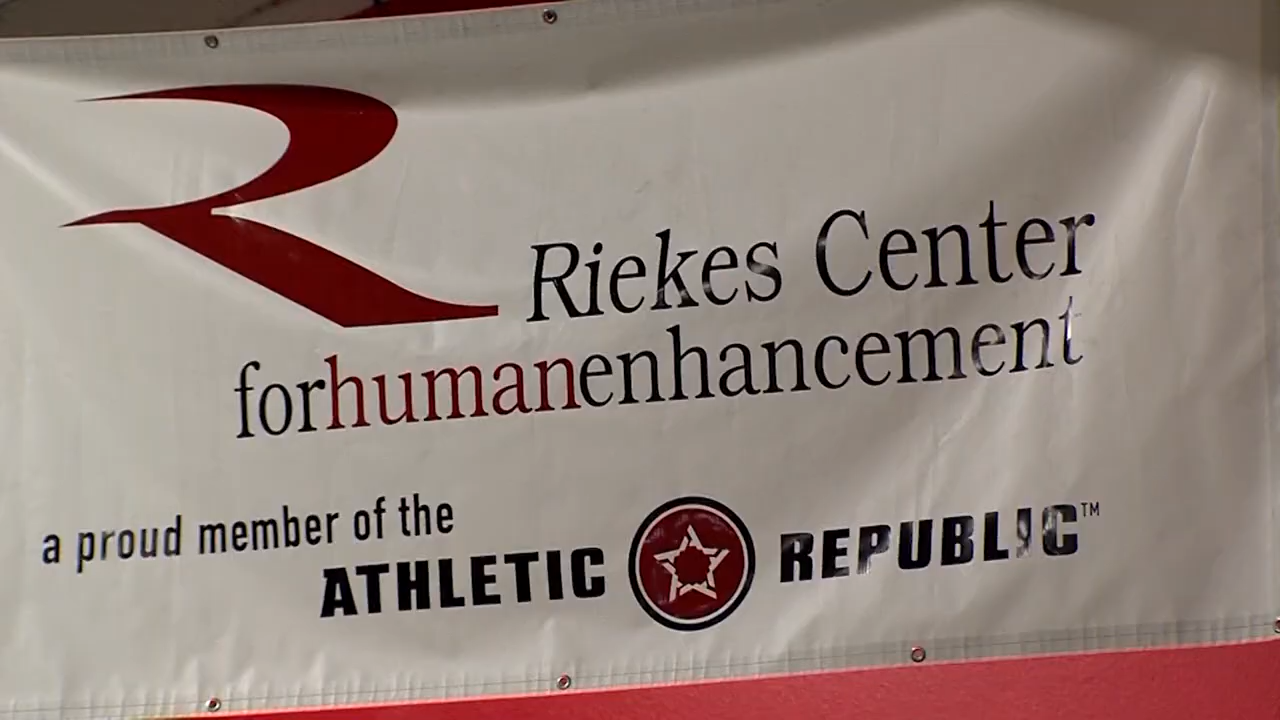 Riekes Center
forhumanenhancement
a proud member of the
ATHLETIC REPUBLIC™